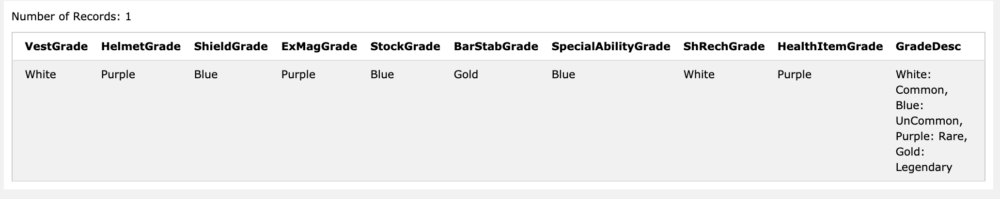 Number of Records: 1
VestGrade HelmetGrade ShieldGrade ExMagGrade StockGrade BarStabGrade SpecialAbilityGrade ShRechGrade HealthItemGrade GradeDesc
White Purple Blue Purple Blue Gold Blue White Purple White:
Common,
Blue:
UnCommon,
Purple: Rare,
Gold:
Legendary